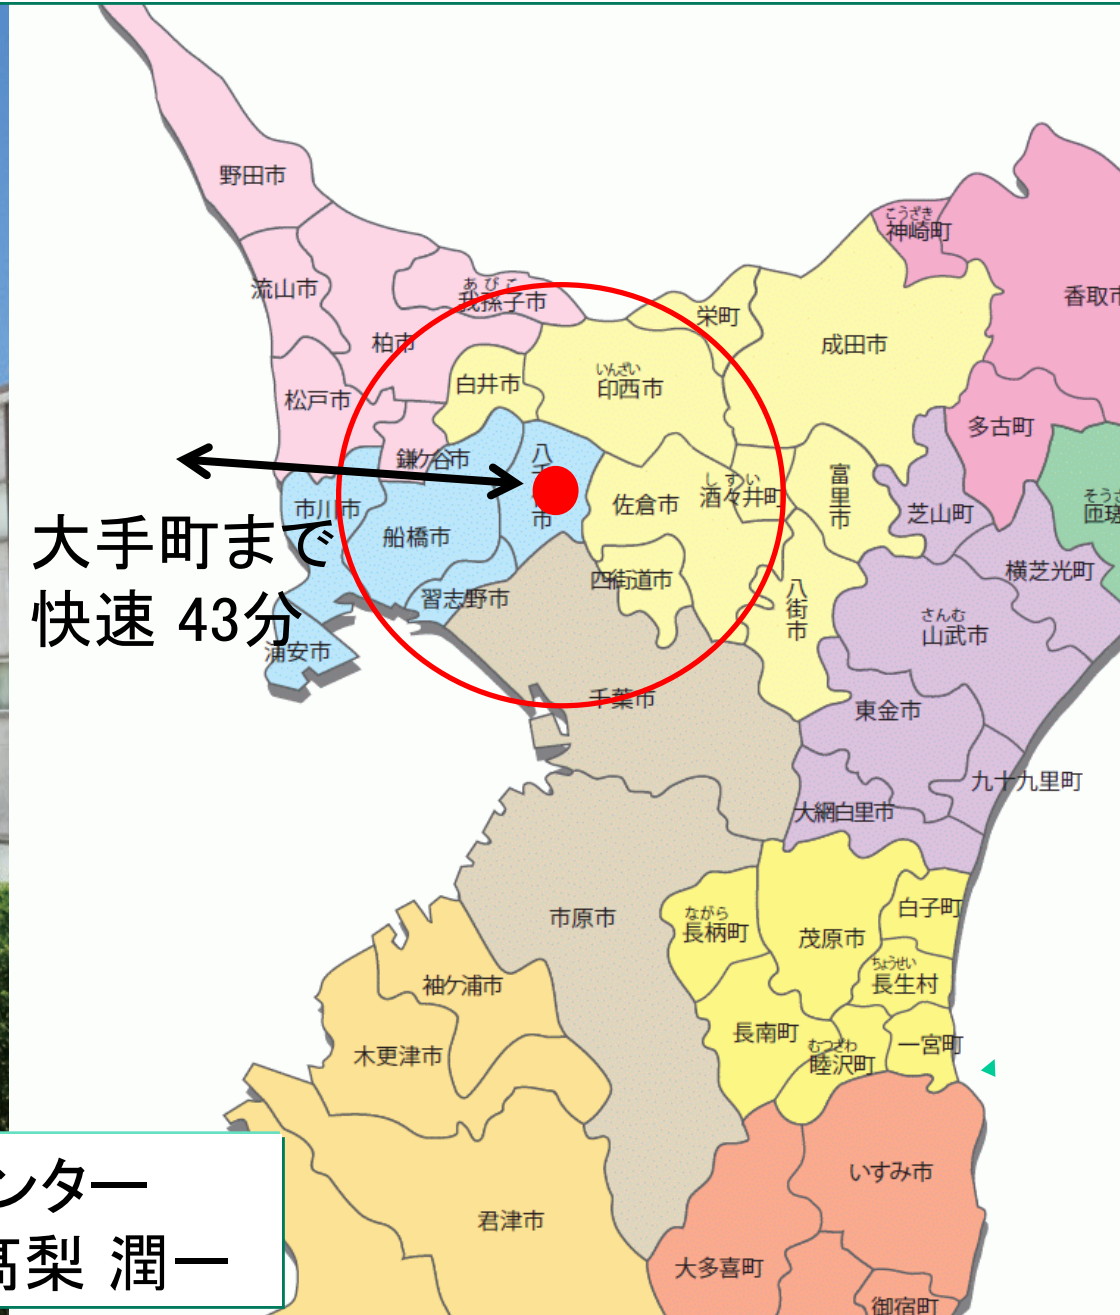 野田市
こうざき
神崎町
流山市
あびこ
我孫子市
香取市
柏市
栄町
成田市
白井市
いんざい
印西市
松戸市
多古町
鎌ケ谷市
市川市
船橋市
佐倉市
しすい
酒々井町
富里市
芝山町
大手町まで
快速 43分
習志野市
四街道市
八街市
横芝光町
さんむ
山武市
浦安市
千葉市
東金市
九十九里町
大網白里市
市原市
ながら
長柄町
茂原市
白子町
ちょうせい
長生村
袖ケ浦市
長南町
むつざわ
睦沢町
一宮町
木更津市
ンター
髙梨 潤一
君津市
いすみ市
大多喜町
御宿町